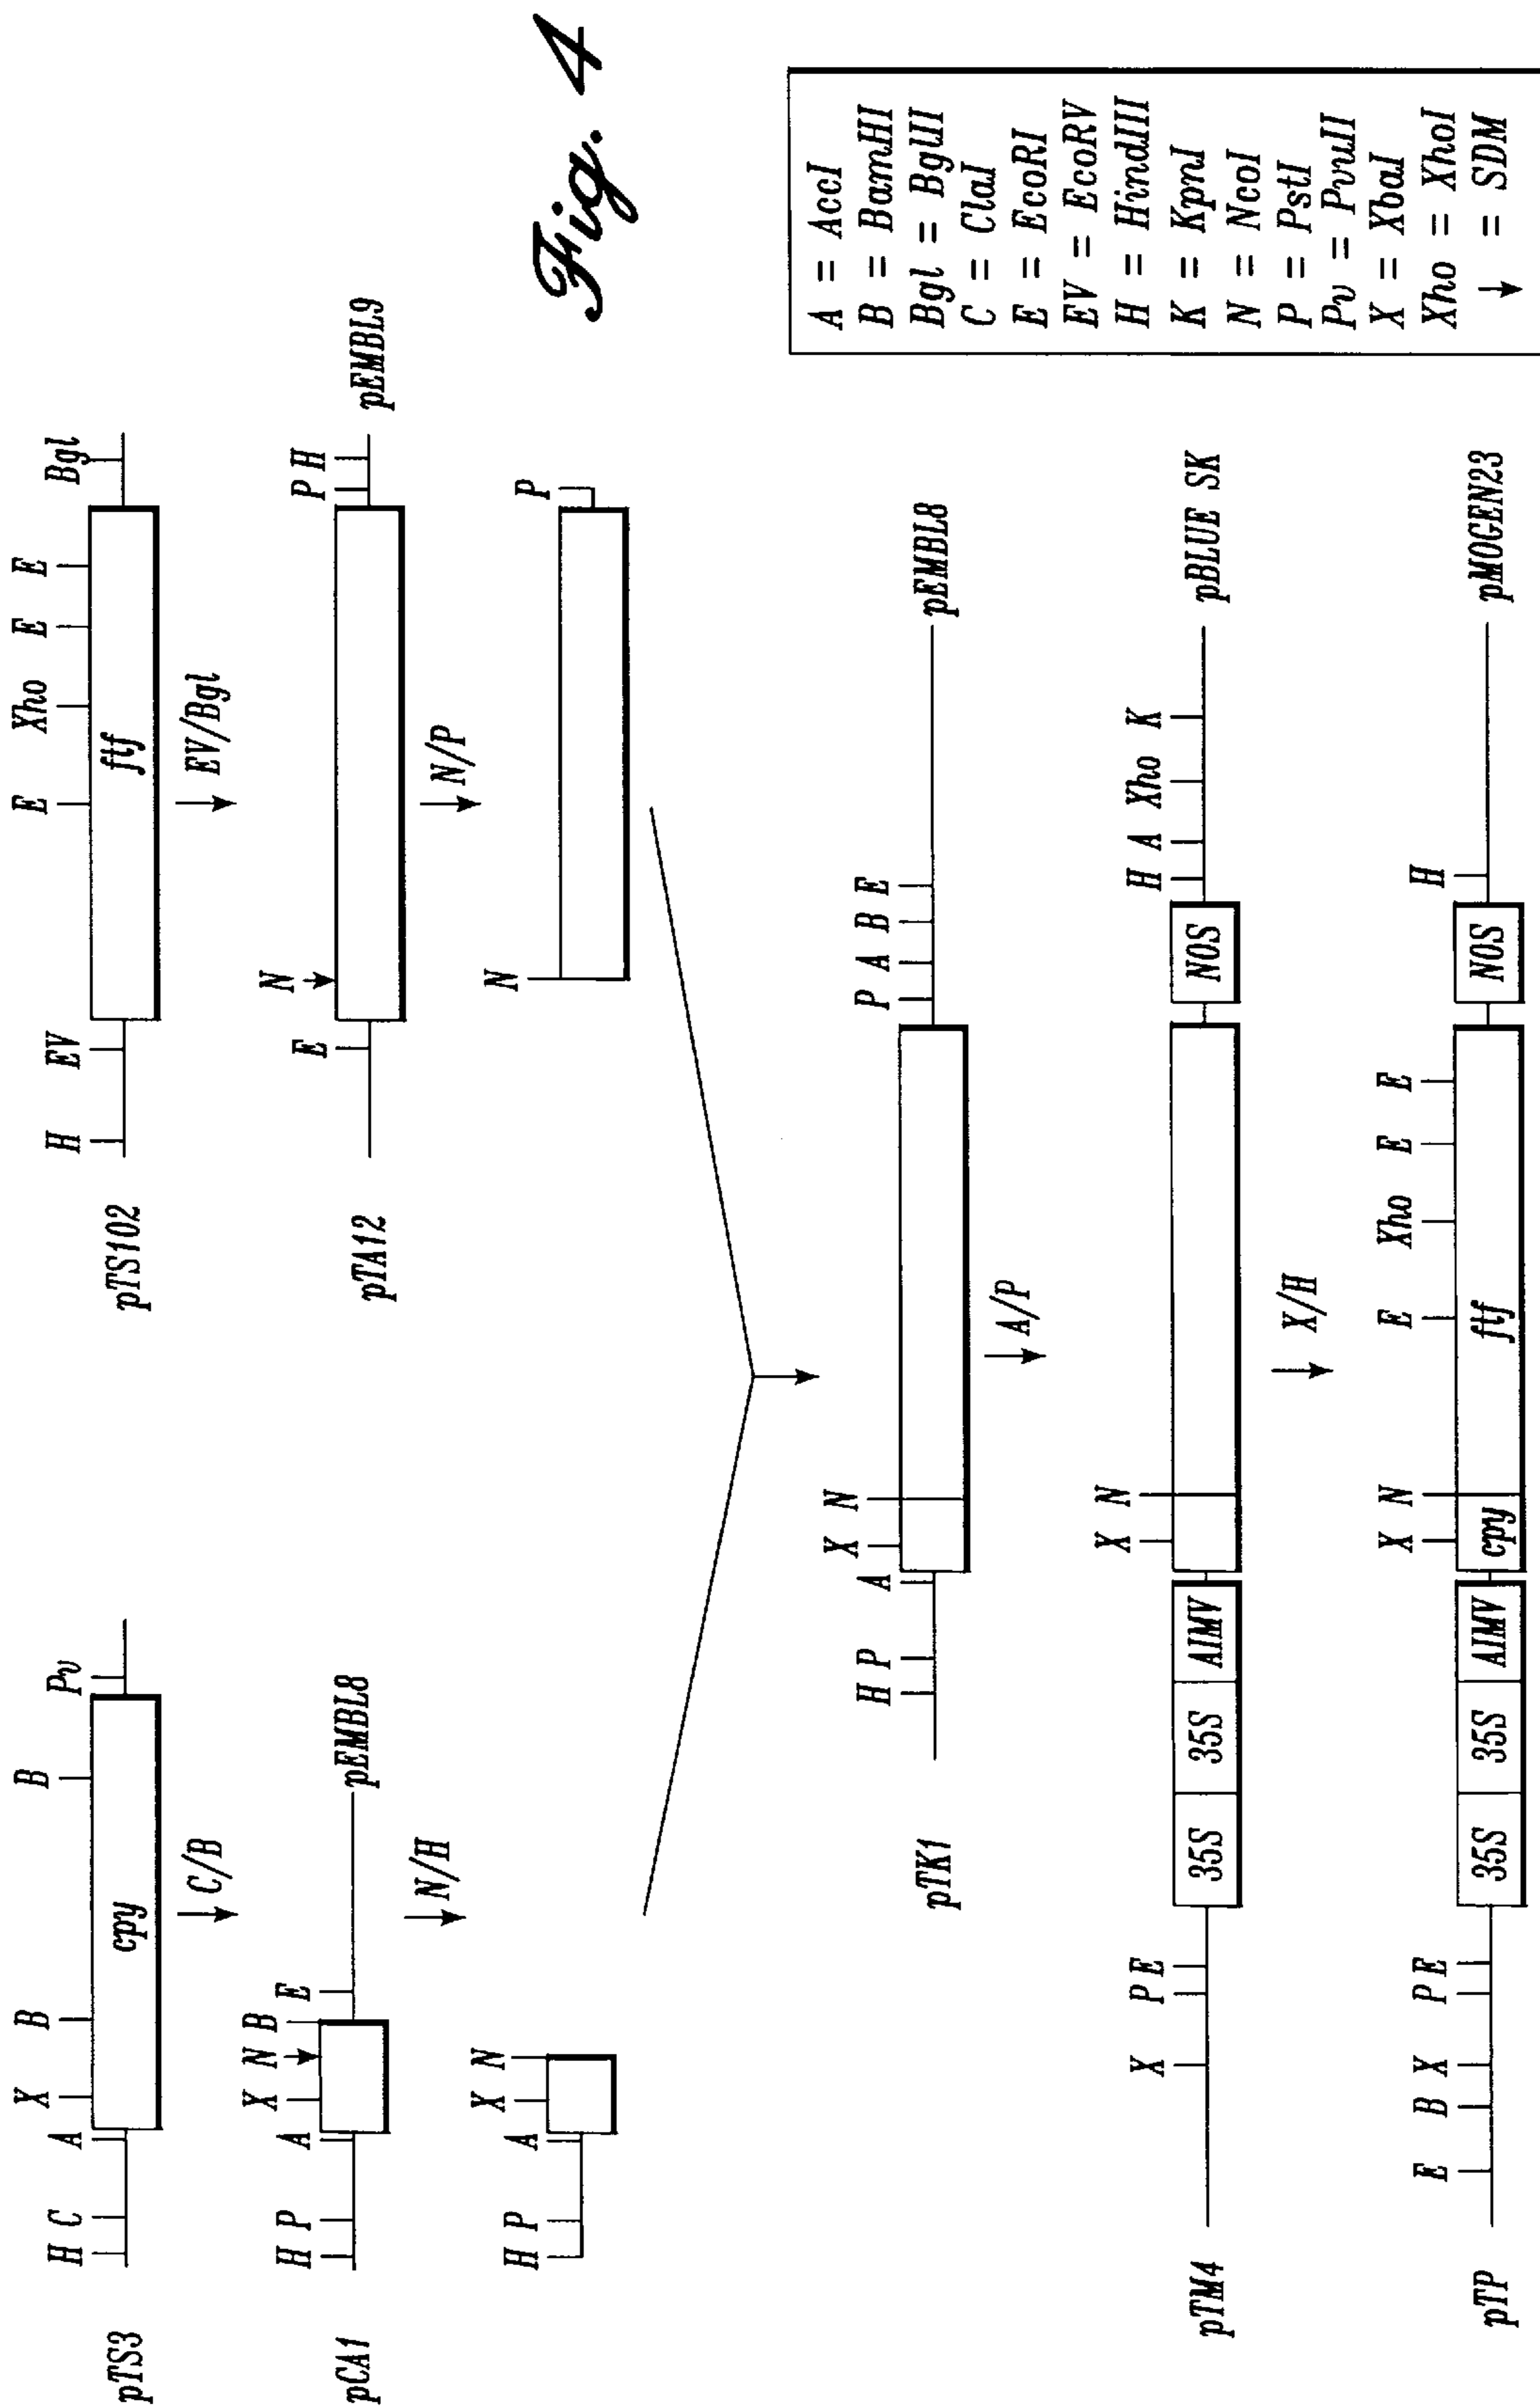 Fig. 4
H C A X B B Pv
pTS3
cpy
C/B
H P A X N B E
pCA1
pEMBL8
N/H
H P A X N
H EV E Xho E E Bgl
pTS102
ftf
EV/Bgl
E N P H
pTA12
pEMBL9
N/P
N P
H P A X N P A B E
pTK1
pEMBL8
A/P
X P E X N H A Xho K
pTM4
35S 35S AIMV NOS
pBLUE SK
X/H
E B X P E X N E Xho E E H
pTP
35S 35S AIMV cpy ftf NOS
pMOGEN23
A = AccI
B = BamHI
Bgl = BglII
C = ClaI
E = EcoRI
EV = EcoRV
H = HindIII
K = KpnI
N = NcoI
P = PstI
Pv = PvuII
X = XbaI
Xho = XhoI
↓ = SDM